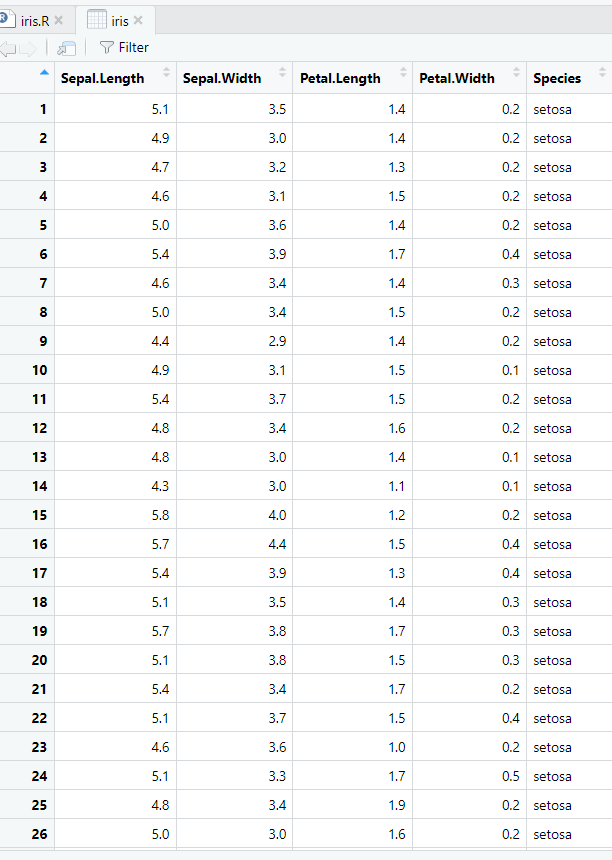 R iris.R × iris ×
Filter
Sepal.Length Sepal.Width Petal.Length Petal.Width Species
1 5.1 3.5 1.4 0.2 setosa
2 4.9 3.0 1.4 0.2 setosa
3 4.7 3.2 1.3 0.2 setosa
4 4.6 3.1 1.5 0.2 setosa
5 5.0 3.6 1.4 0.2 setosa
6 5.4 3.9 1.7 0.4 setosa
7 4.6 3.4 1.4 0.3 setosa
8 5.0 3.4 1.5 0.2 setosa
9 4.4 2.9 1.4 0.2 setosa
10 4.9 3.1 1.5 0.1 setosa
11 5.4 3.7 1.5 0.2 setosa
12 4.8 3.4 1.6 0.2 setosa
13 4.8 3.0 1.4 0.1 setosa
14 4.3 3.0 1.1 0.1 setosa
15 5.8 4.0 1.2 0.2 setosa
16 5.7 4.4 1.5 0.4 setosa
17 5.4 3.9 1.3 0.4 setosa
18 5.1 3.5 1.4 0.3 setosa
19 5.7 3.8 1.7 0.3 setosa
20 5.1 3.8 1.5 0.3 setosa
21 5.4 3.4 1.7 0.2 setosa
22 5.1 3.7 1.5 0.4 setosa
23 4.6 3.6 1.0 0.2 setosa
24 5.1 3.3 1.7 0.5 setosa
25 4.8 3.4 1.9 0.2 setosa
26 5.0 3.0 1.6 0.2 setosa